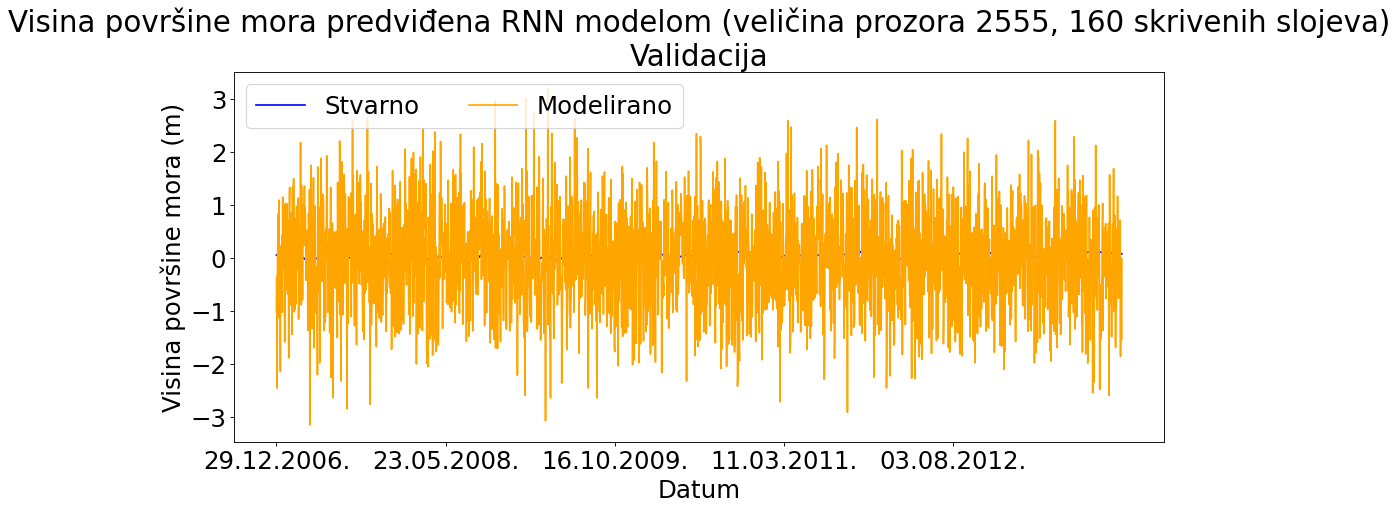 Visina površine mora predviđena RNN modelom (veličina prozora 2555, 160 skrivenih slojeva)
Validacija
Stvarno Modelirano
Visina površine mora (m)
3
2
1
0
−1
−2
−3
29.12.2006. 23.05.2008. 16.10.2009. 11.03.2011. 03.08.2012.
Datum